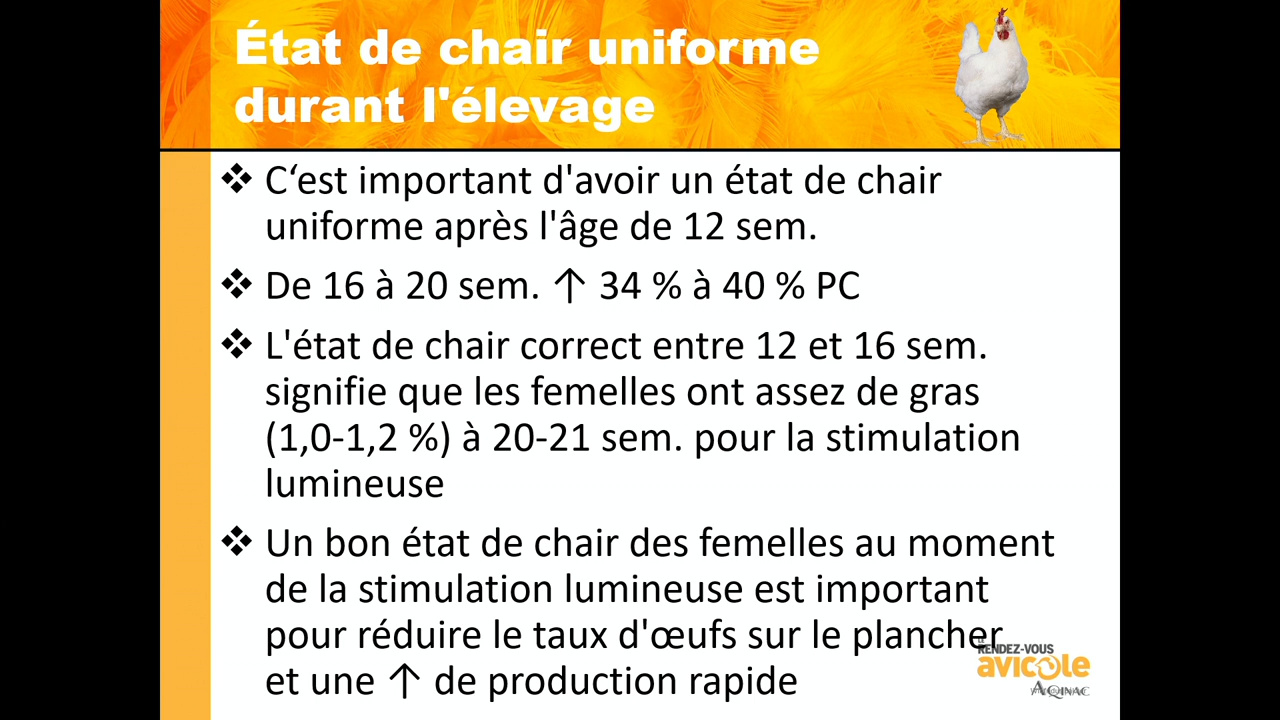 État de chair uniforme
durant l'élevage
❖ C‘est important d'avoir un état de chair
uniforme après l'âge de 12 sem.
❖ De 16 à 20 sem. ↑ 34 % à 40 % PC
❖ L'état de chair correct entre 12 et 16 sem.
signifie que les femelles ont assez de gras
(1,0-1,2 %) à 20-21 sem. pour la stimulation
lumineuse
❖ Un bon état de chair des femelles au moment
de la stimulation lumineuse est important
pour réduire le taux d'œufs sur le plancher
et une ↑ de production rapide
RENDEZ-VOUS
avicole
AQINAC